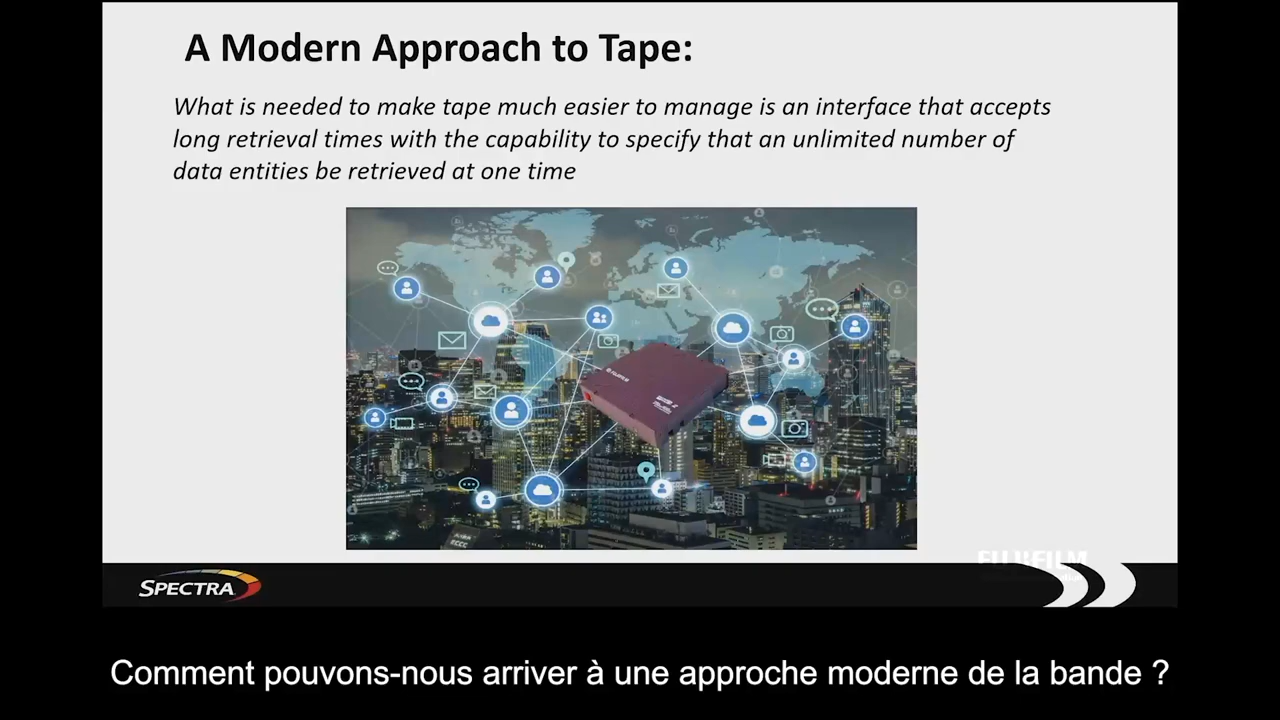 A Modern Approach to Tape:
What is needed to make tape much easier to manage is an interface that accepts
long retrieval times with the capability to specify that an unlimited number of
data entities be retrieved at one time
SPECTRA
FUJIFILM
Comment pouvons-nous arriver à une approche moderne de la bande ?